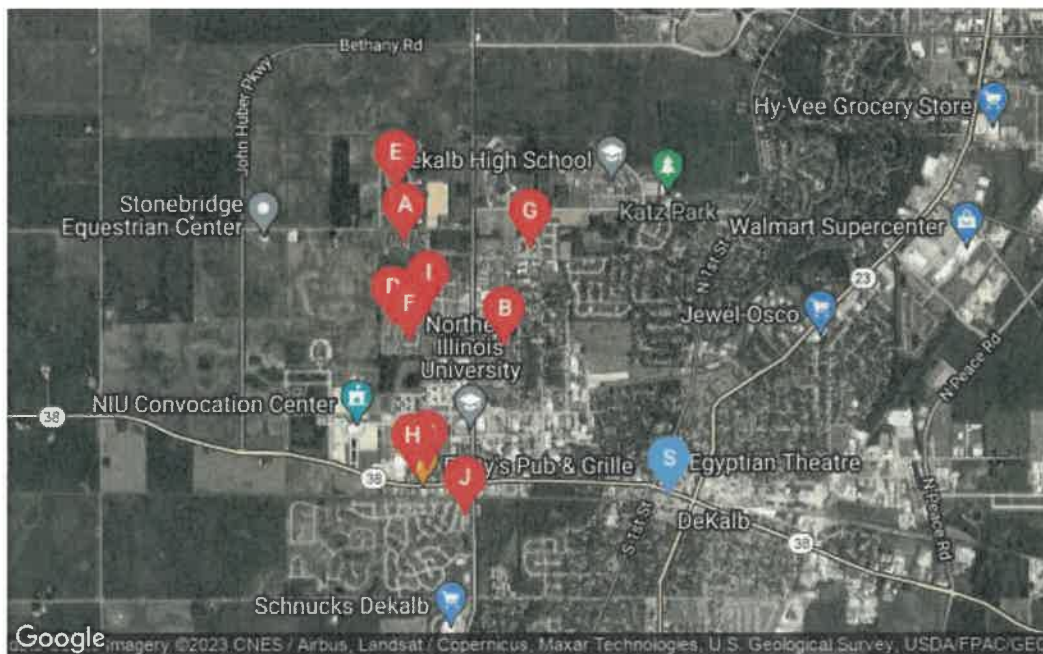 Bethany Rd
John Huber Pkwy
Hy-Vee Grocery Store
E
ekalb High School
A
Stonebridge
Equestrian Center
G
Katz Park
Walmart Supercenter
N 1st St
23
I
D
F
B
Jewel-Osco
Northe
Illinois
University
N Peace Rd
38
NIU Convocation Center
H
38
y's Pub & Grille
S
Egyptian Theatre
J
DeKalb
S 1st St
N Peace Rd
38
Schnucks Dekalb
Google
Imagery ©2023 CNES / Airbus, Landsat / Copernicus, Maxar Technologies, U.S. Geological Survey, USDA/FPAC/GEO